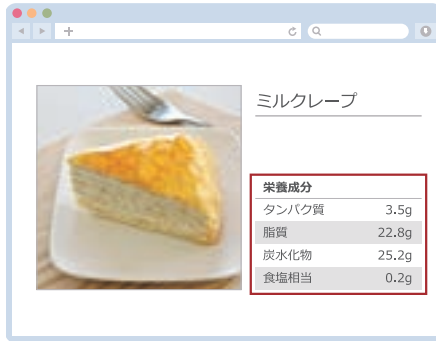 ミルクレープ
栄養成分
タンパク質 3.5g
脂質 22.8g
炭水化物 25.2g
食塩相当 0.2g